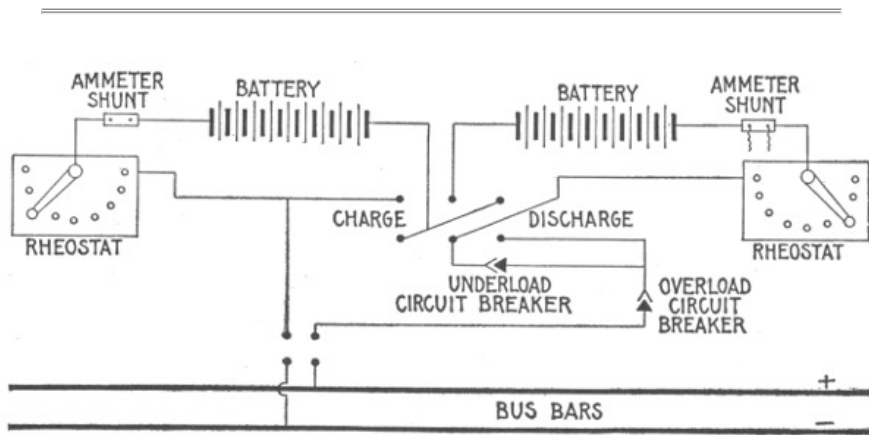 AMMETER
SHUNT
BATTERY
BATTERY
AMMETER
SHUNT
RHEOSTAT
CHARGE
DISCHARGE
RHEOSTAT
UNDERLOAD
CIRCUIT BREAKER
OVERLOAD
CIRCUIT
BREAKER
+
BUS BARS
−